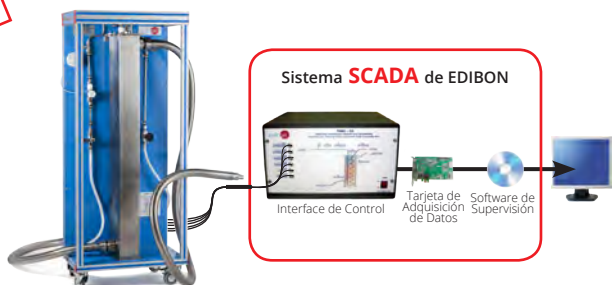 Sistema SCADA de EDIBON
Interface de Control
Tarjeta de
Adquisición
de Datos
Software de
Supervisión